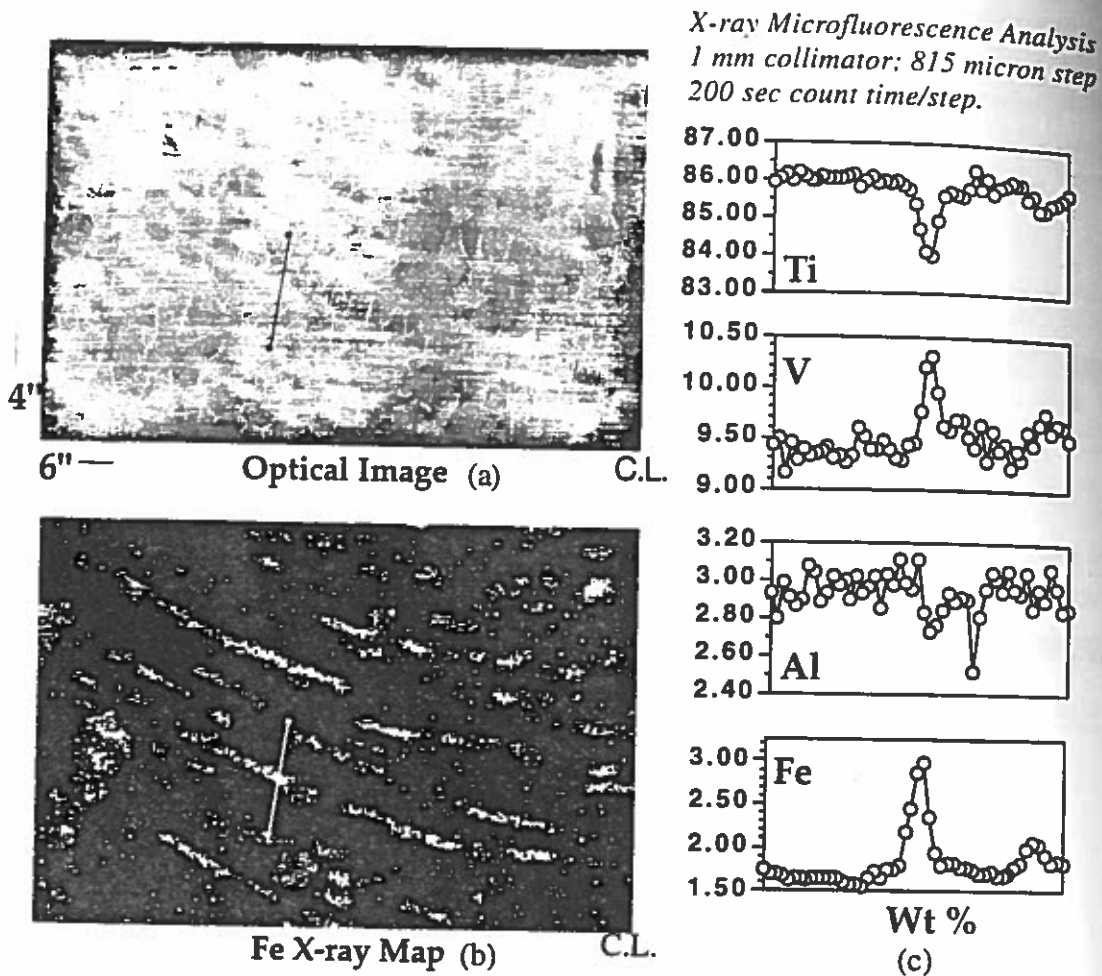 X-ray Microfluorescence Analysis
1 mm collimator; 815 micron step
200 sec count time/step.
4"
6"
Optical Image (a)
C.L.
Fe X-ray Map (b)
C.L.
87.00
86.00
85.00
84.00
83.00
Ti
10.50
10.00
9.50
9.00
V
3.20
3.00
2.80
2.60
2.40
Al
3.00
2.50
2.00
1.50
Fe
Wt %
(c)